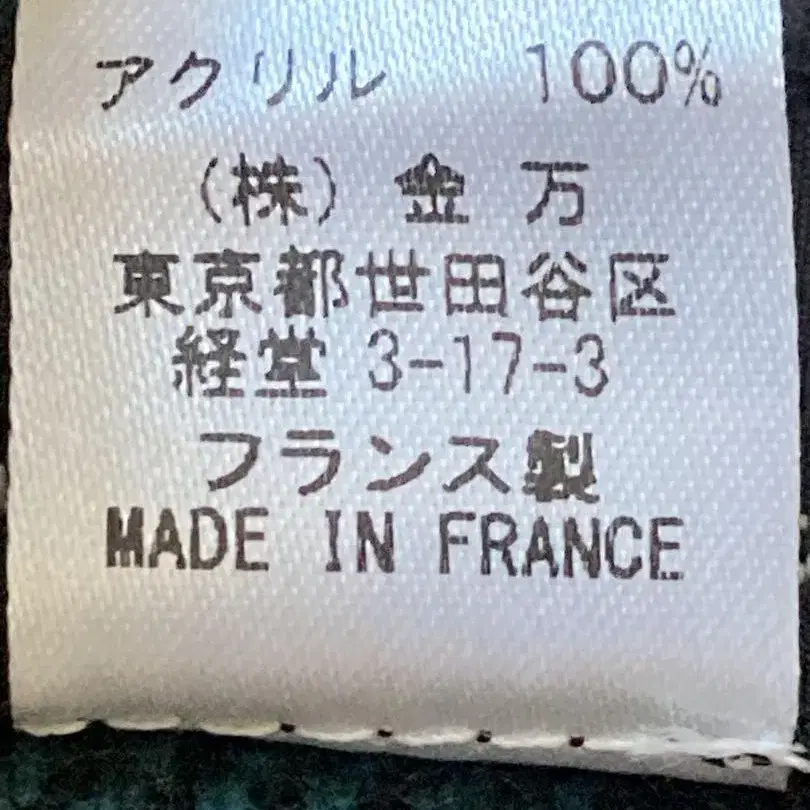 アクリル 100%
(株) 金 万
東京都世田谷区
経堂 3-17-3
フランス製
MADE IN FRANCE